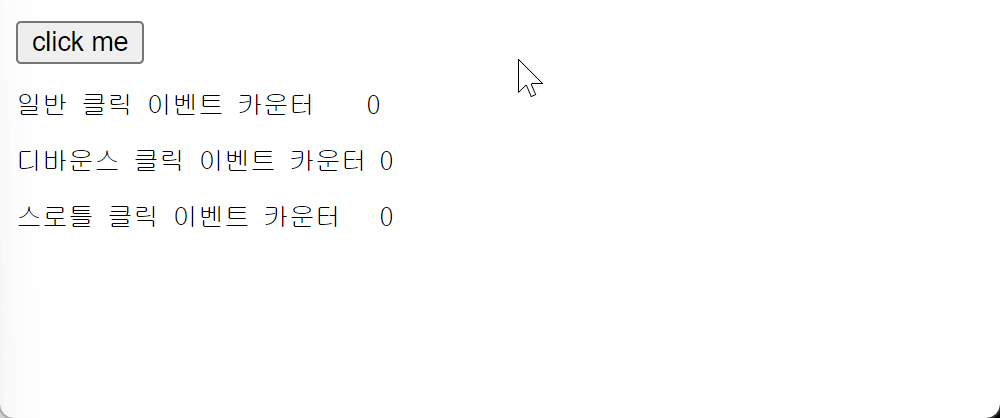 click me
일반 클릭 이벤트 카운터 0
디바운스 클릭 이벤트 카운터 0
스로틀 클릭 이벤트 카운터 0